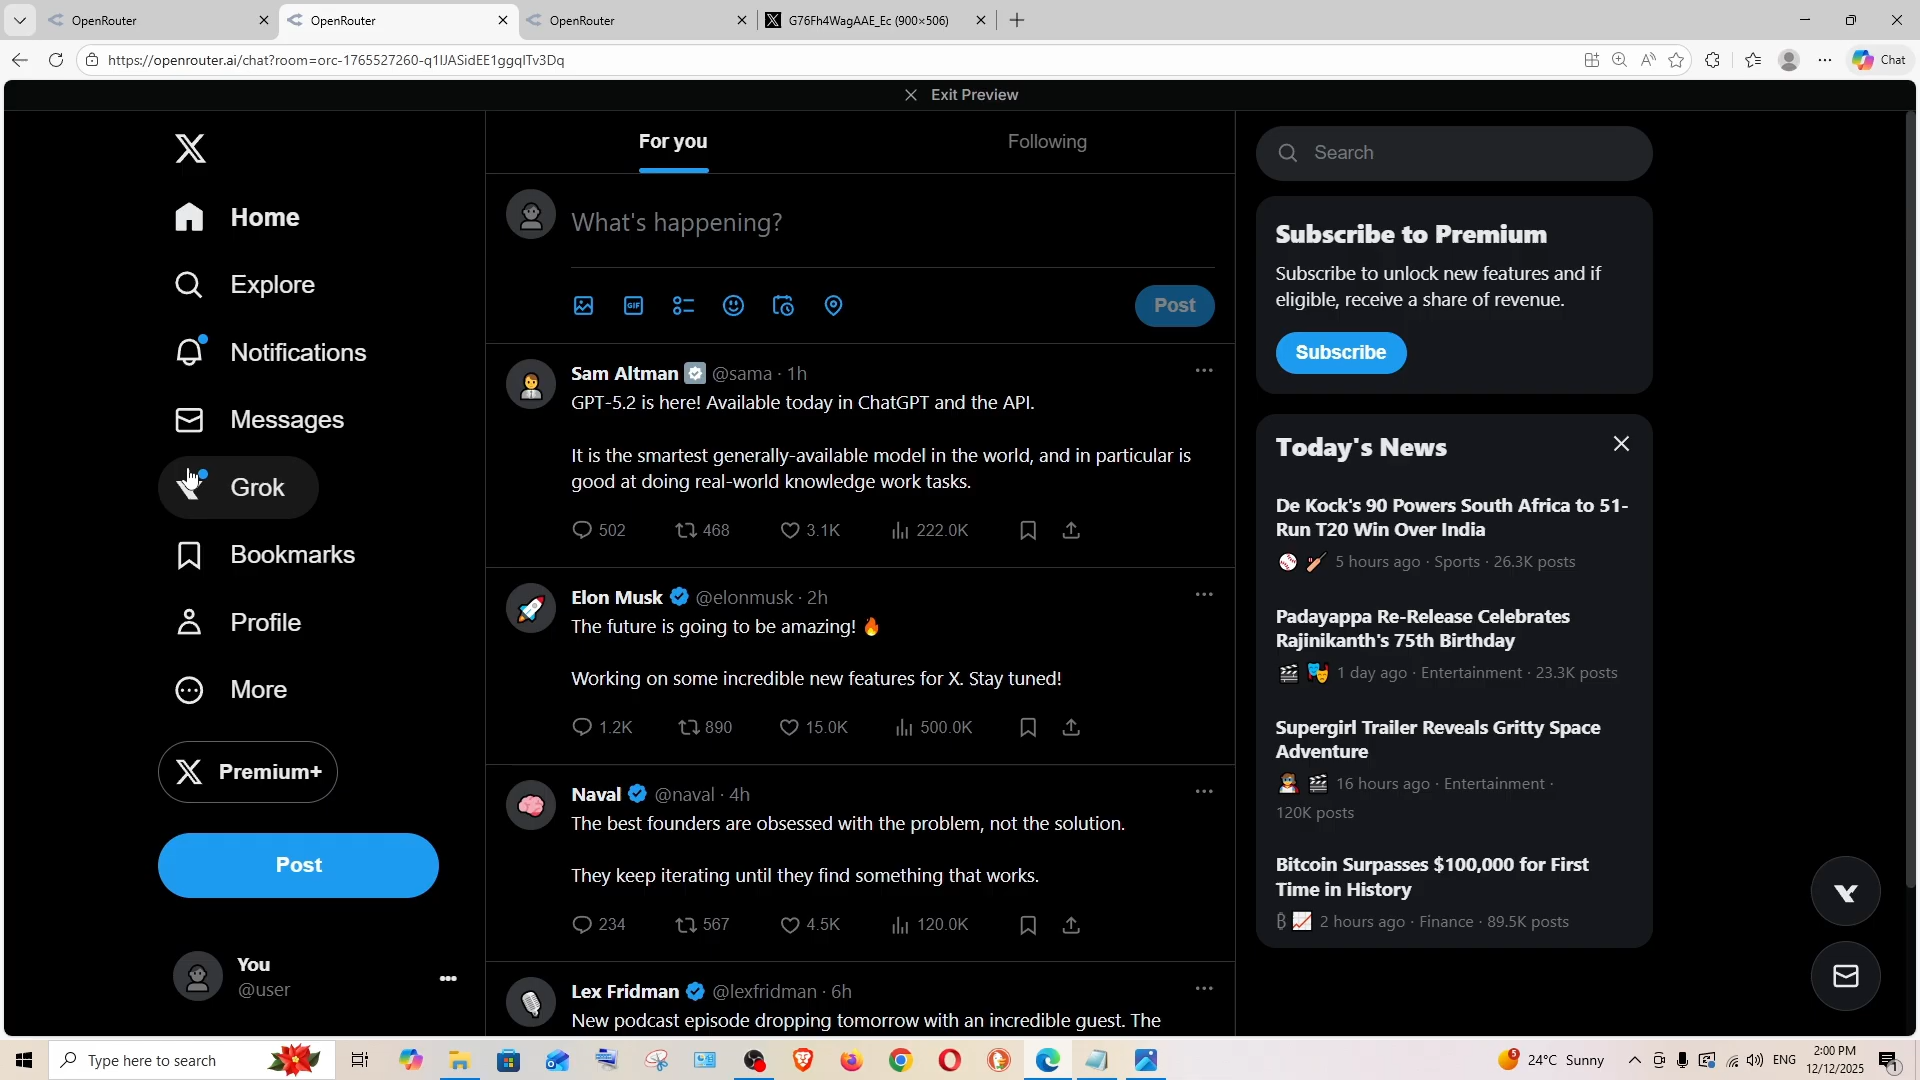 OpenRouter
OpenRouter
OpenRouter
G76Fh4WagAAE_Ec (900×506)
Chat
Exit Preview
For you
Following
Search
Home
What's happening?
Subscribe to Premium
Subscribe to unlock new features and if
eligible, receive a share of revenue.
Subscribe
Explore
GIF
Post
Notifications
Sam Altman @sama · 1h
GPT-5.2 is here! Available today in ChatGPT and the API.
It is the smartest generally-available model in the world, and in particular is
good at doing real-world knowledge work tasks.
502 468 3.1K 222.0K
Messages
Grok
Bookmarks
Profile
More
Premium+
Post
You
@user
Elon Musk @elonmusk · 2h
The future is going to be amazing! 🔥
Working on some incredible new features for X. Stay tuned!
1.2K 890 15.0K 500.0K
Naval @naval · 4h
The best founders are obsessed with the problem, not the solution.
They keep iterating until they find something that works.
234 567 4.5K 120.0K
Lex Fridman @lexfridman · 6h
New podcast episode dropping tomorrow with an incredible guest. The
Today's News
De Kock's 90 Powers South Africa to 51-
Run T20 Win Over India
5 hours ago · Sports · 26.3K posts
Padayappa Re-Release Celebrates
Rajinikanth's 75th Birthday
1 day ago · Entertainment · 23.3K posts
Supergirl Trailer Reveals Gritty Space
Adventure
16 hours ago · Entertainment ·
120K posts
Bitcoin Surpasses $100,000 for First
Time in History
₿ 2 hours ago · Finance · 89.5K posts
Type here to search
5
24°C Sunny
ENG
2:00 PM
12/12/2025
1